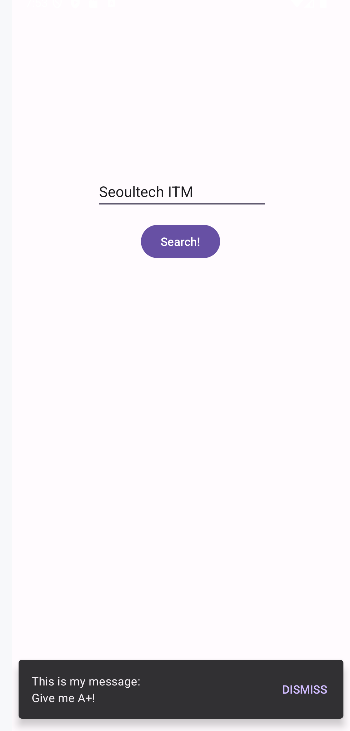 Seoultech ITM
Search!
This is my message:
Give me A+!
DISMISS